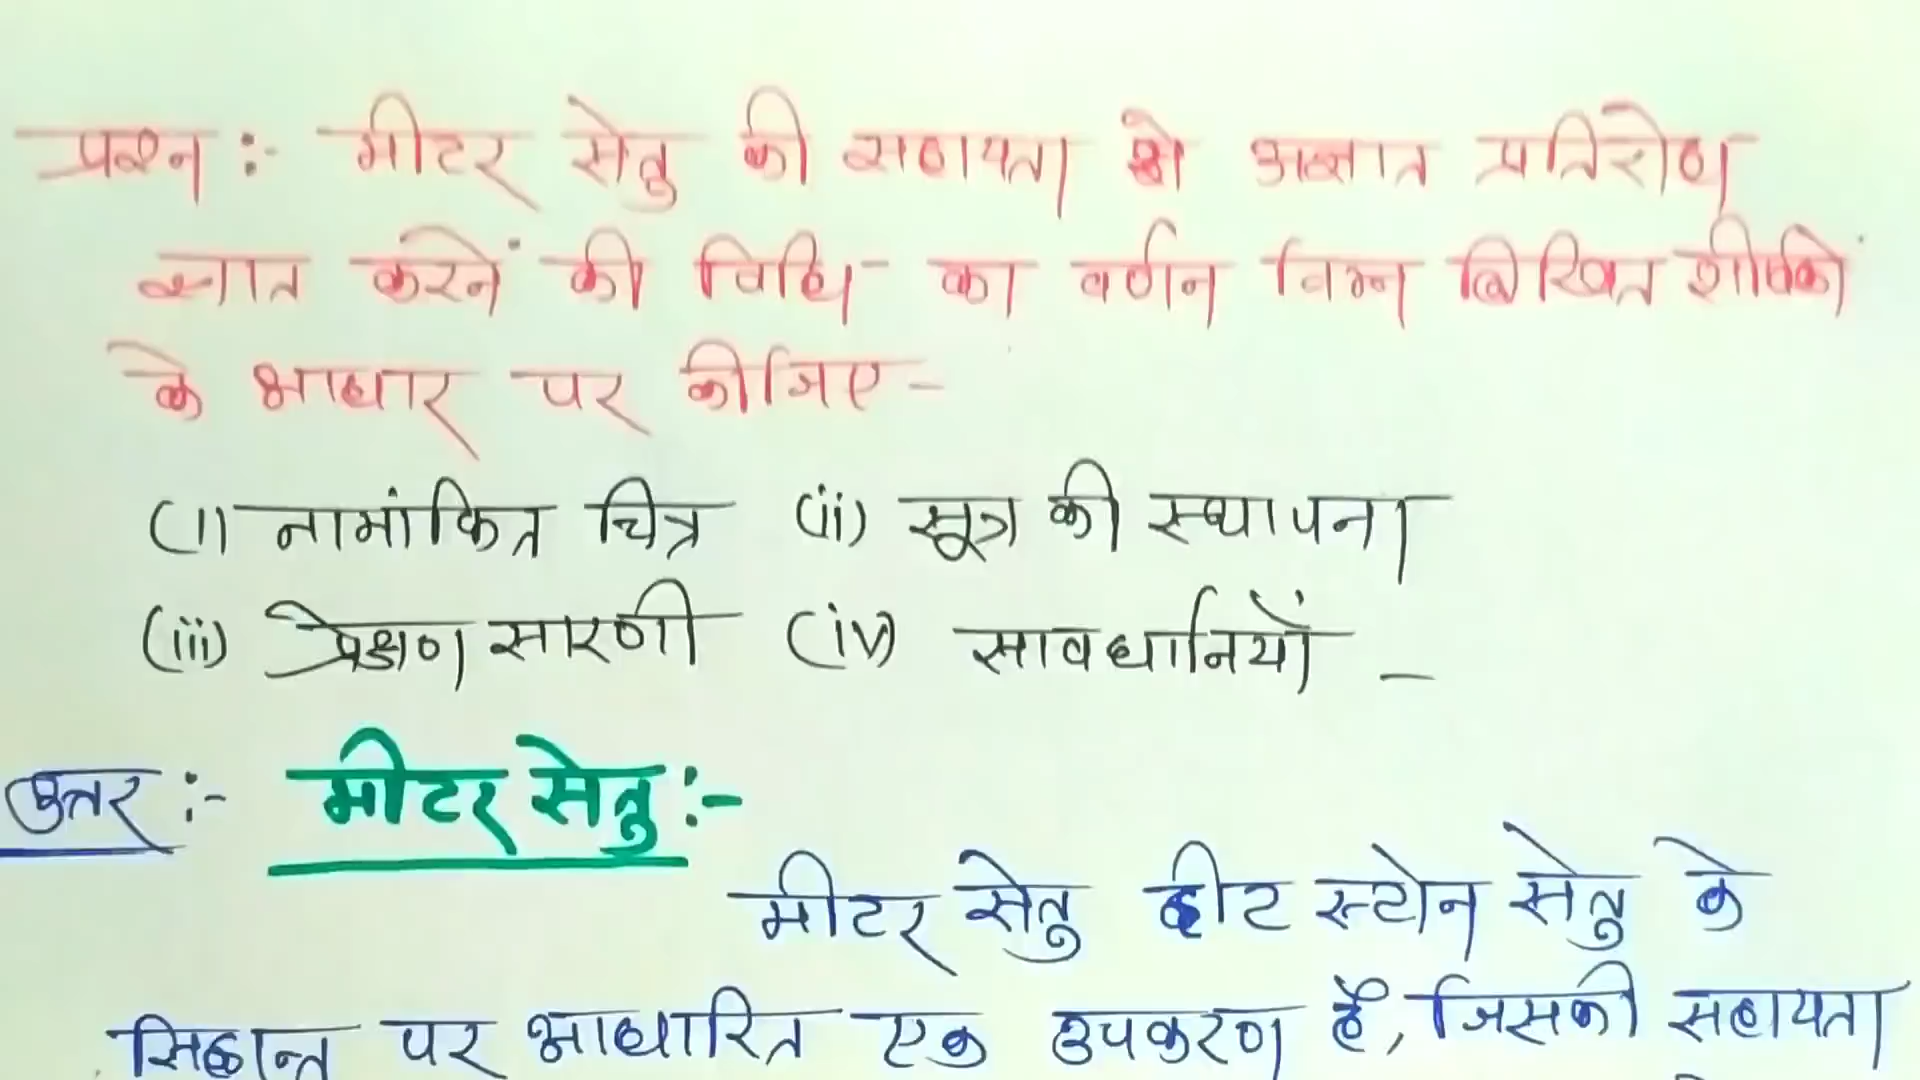 प्रश्न :- मीटर सेतु की सहायता से अज्ञात प्रतिरोध
ज्ञात करनें की विधि का वर्णन निम्न लिखित शीर्षकों
के आधार पर कीजिए-
(i) नामांकित चित्र (ii) सूत्र की स्थापना
(iii) प्रेक्षण सारणी (iv) सावधानियाँ -
उत्तर :- मीटर सेतु :-
मीटर सेतु व्हीट स्टोन सेतु के
सिद्धान्त पर आधारित एक उपकरण है, जिसकी सहायता